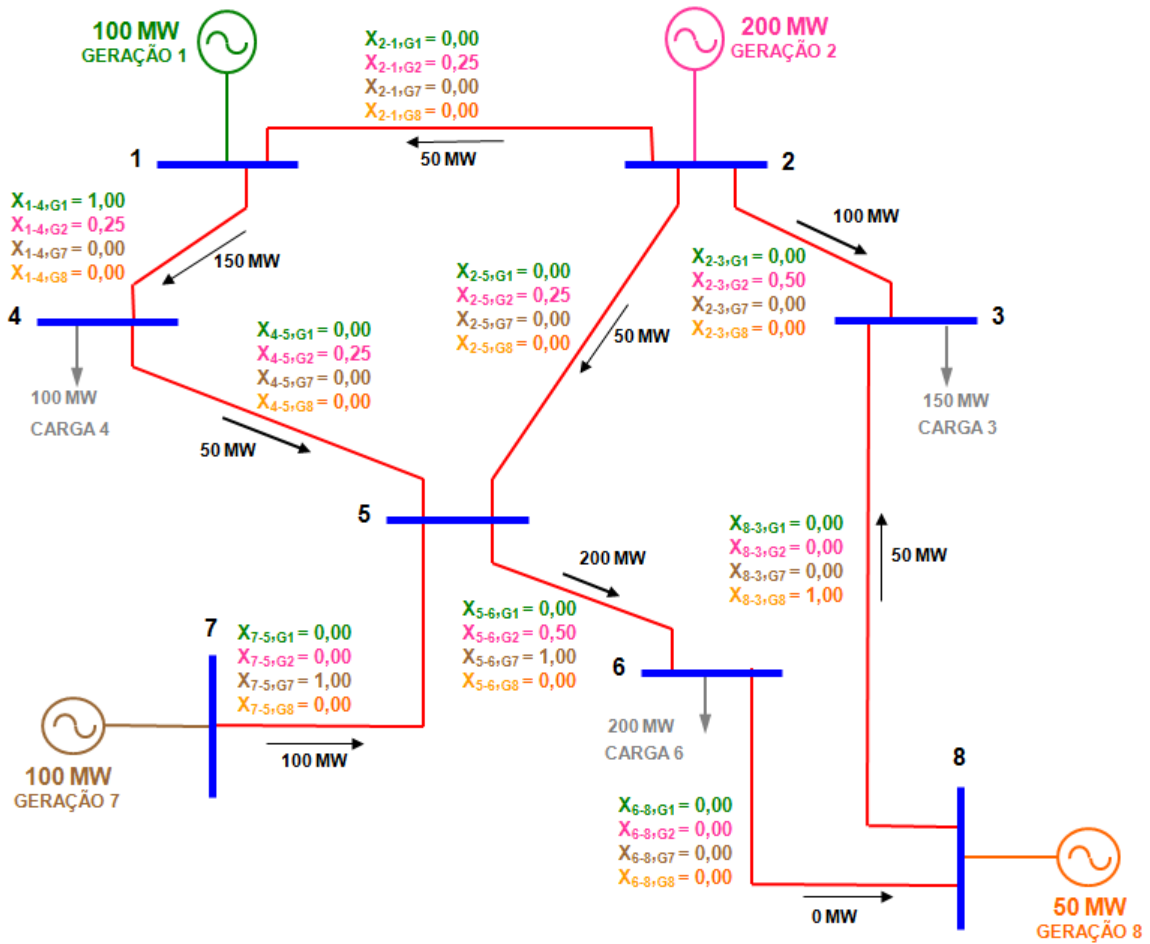 100 MW
GERAÇÃO 1
200 MW
GERAÇÃO 2
X2-1,G1 = 0,00
X2-1,G2 = 0,25
X2-1,G7 = 0,00
X2-1,G8 = 0,00
50 MW
1
2
X1-4,G1 = 1,00
X1-4,G2 = 0,25
X1-4,G7 = 0,00
X1-4,G8 = 0,00
150 MW
100 MW
X2-3,G1 = 0,00
X2-3,G2 = 0,50
X2-3,G7 = 0,00
X2-3,G8 = 0,00
X2-5,G1 = 0,00
X2-5,G2 = 0,25
X2-5,G7 = 0,00
X2-5,G8 = 0,00
50 MW
4
3
X4-5,G1 = 0,00
X4-5,G2 = 0,25
X4-5,G7 = 0,00
X4-5,G8 = 0,00
100 MW
CARGA 4
150 MW
CARGA 3
50 MW
5
X8-3,G1 = 0,00
X8-3,G2 = 0,00
X8-3,G7 = 0,00
X8-3,G8 = 1,00
50 MW
200 MW
X5-6,G1 = 0,00
X5-6,G2 = 0,50
X5-6,G7 = 1,00
X5-6,G8 = 0,00
7
X7-5,G1 = 0,00
X7-5,G2 = 0,00
X7-5,G7 = 1,00
X7-5,G8 = 0,00
100 MW
6
200 MW
CARGA 6
100 MW
GERAÇÃO 7
8
X6-8,G1 = 0,00
X6-8,G2 = 0,00
X6-8,G7 = 0,00
X6-8,G8 = 0,00
0 MW
50 MW
GERAÇÃO 8